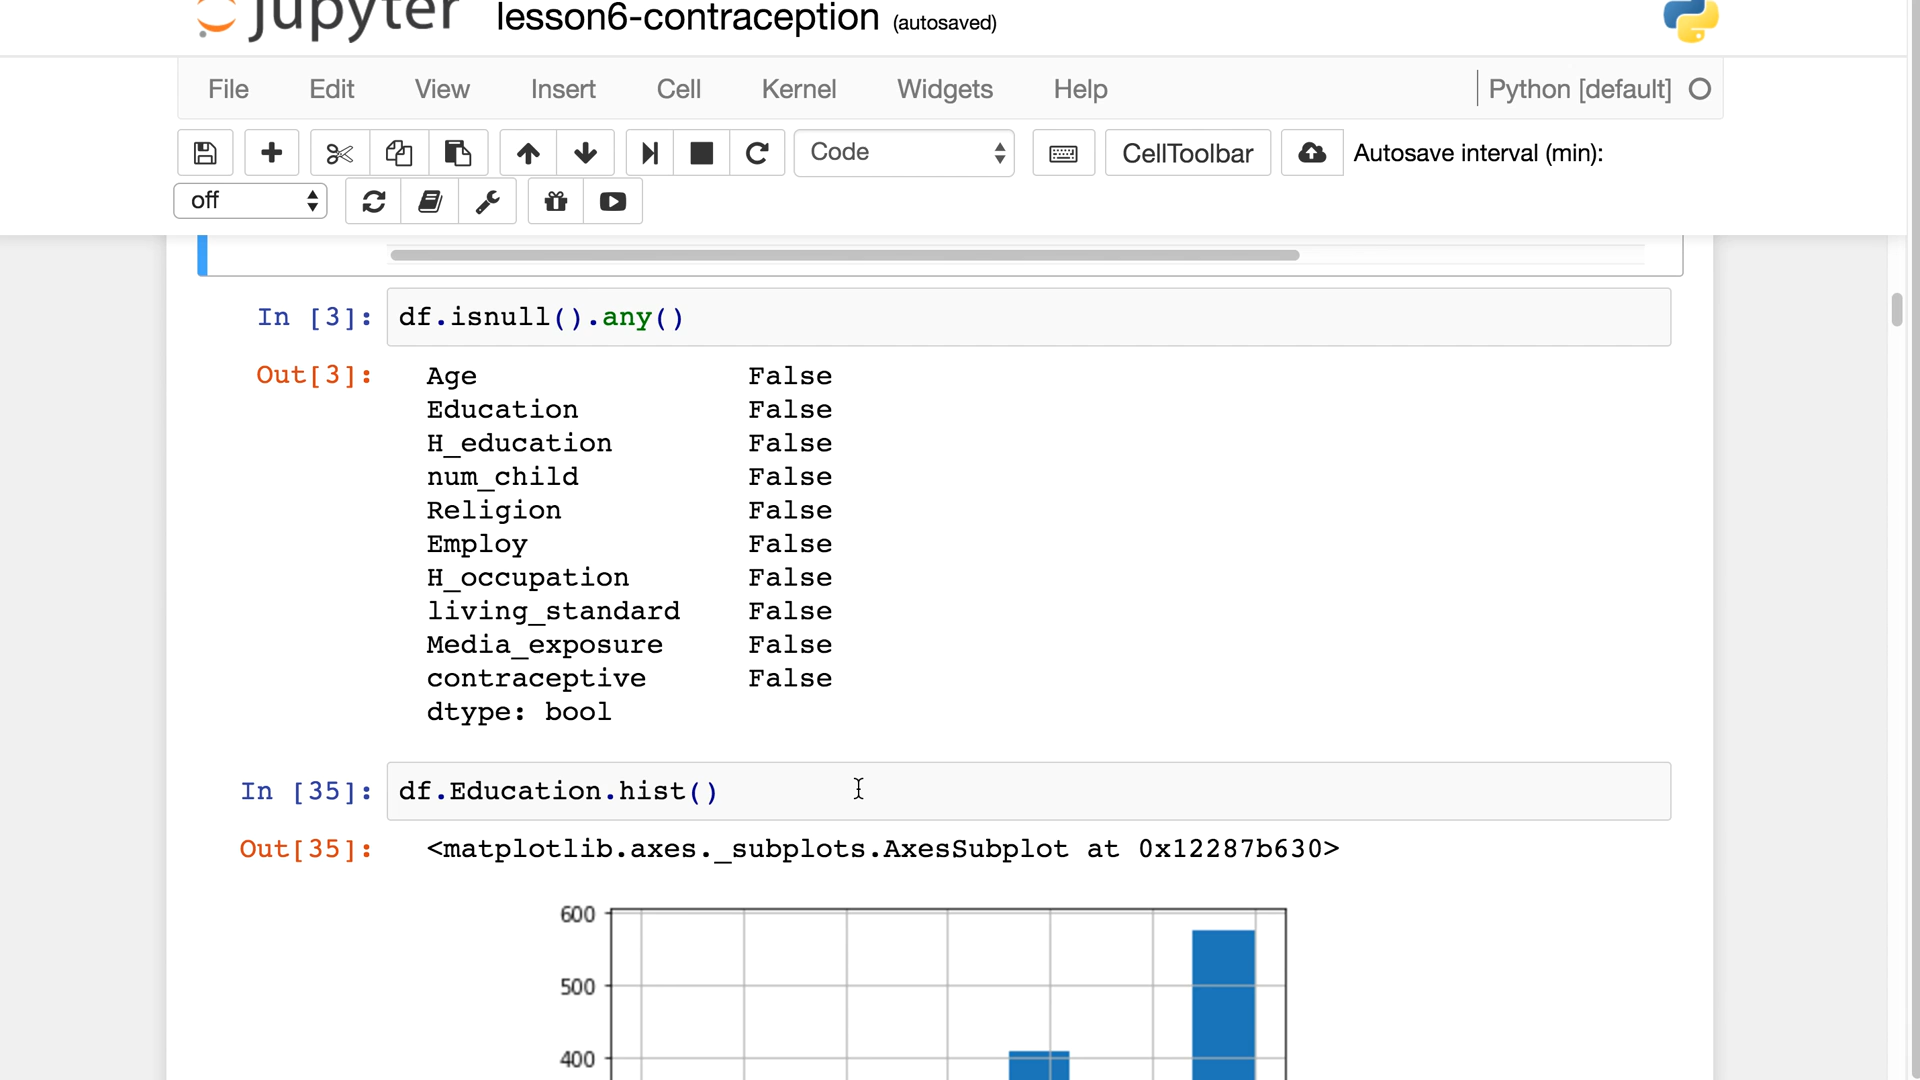 jupyter lesson6-contraception (autosaved)
File Edit View Insert Cell Kernel Widgets Help Python [default]
Code CellToolbar Autosave interval (min):
off
In [3]: df.isnull().any()
Out[3]: Age False
Education False
H_education False
num_child False
Religion False
Employ False
H_occupation False
living_standard False
Media_exposure False
contraceptive False
dtype: bool
In [35]: df.Education.hist()
Out[35]: <matplotlib.axes._subplots.AxesSubplot at 0x12287b630>
600
500
400